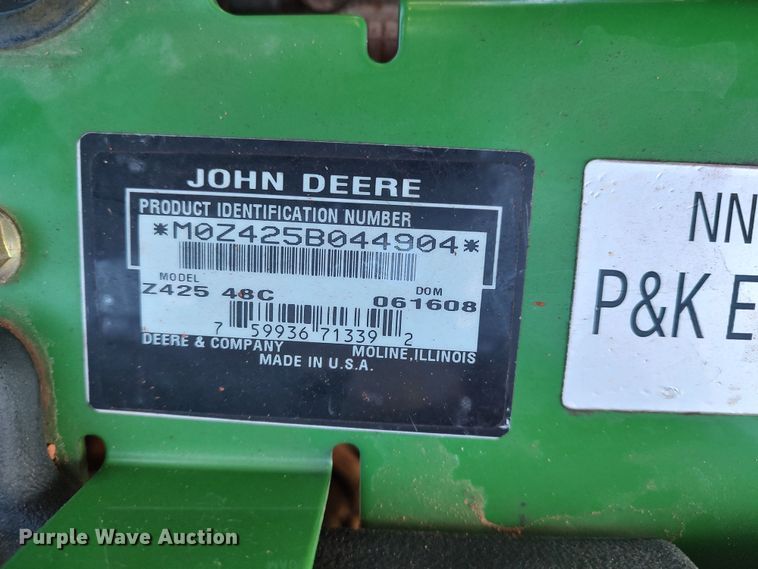 JOHN DEERE
PRODUCT IDENTIFICATION NUMBER
*M0Z425B044904*
MODEL DOM
Z425 48C 061608
7 59936 71339 2
DEERE & COMPANY MOLINE, ILLINOIS
MADE IN U.S.A.
NN
P&K E
Purple Wave Auction